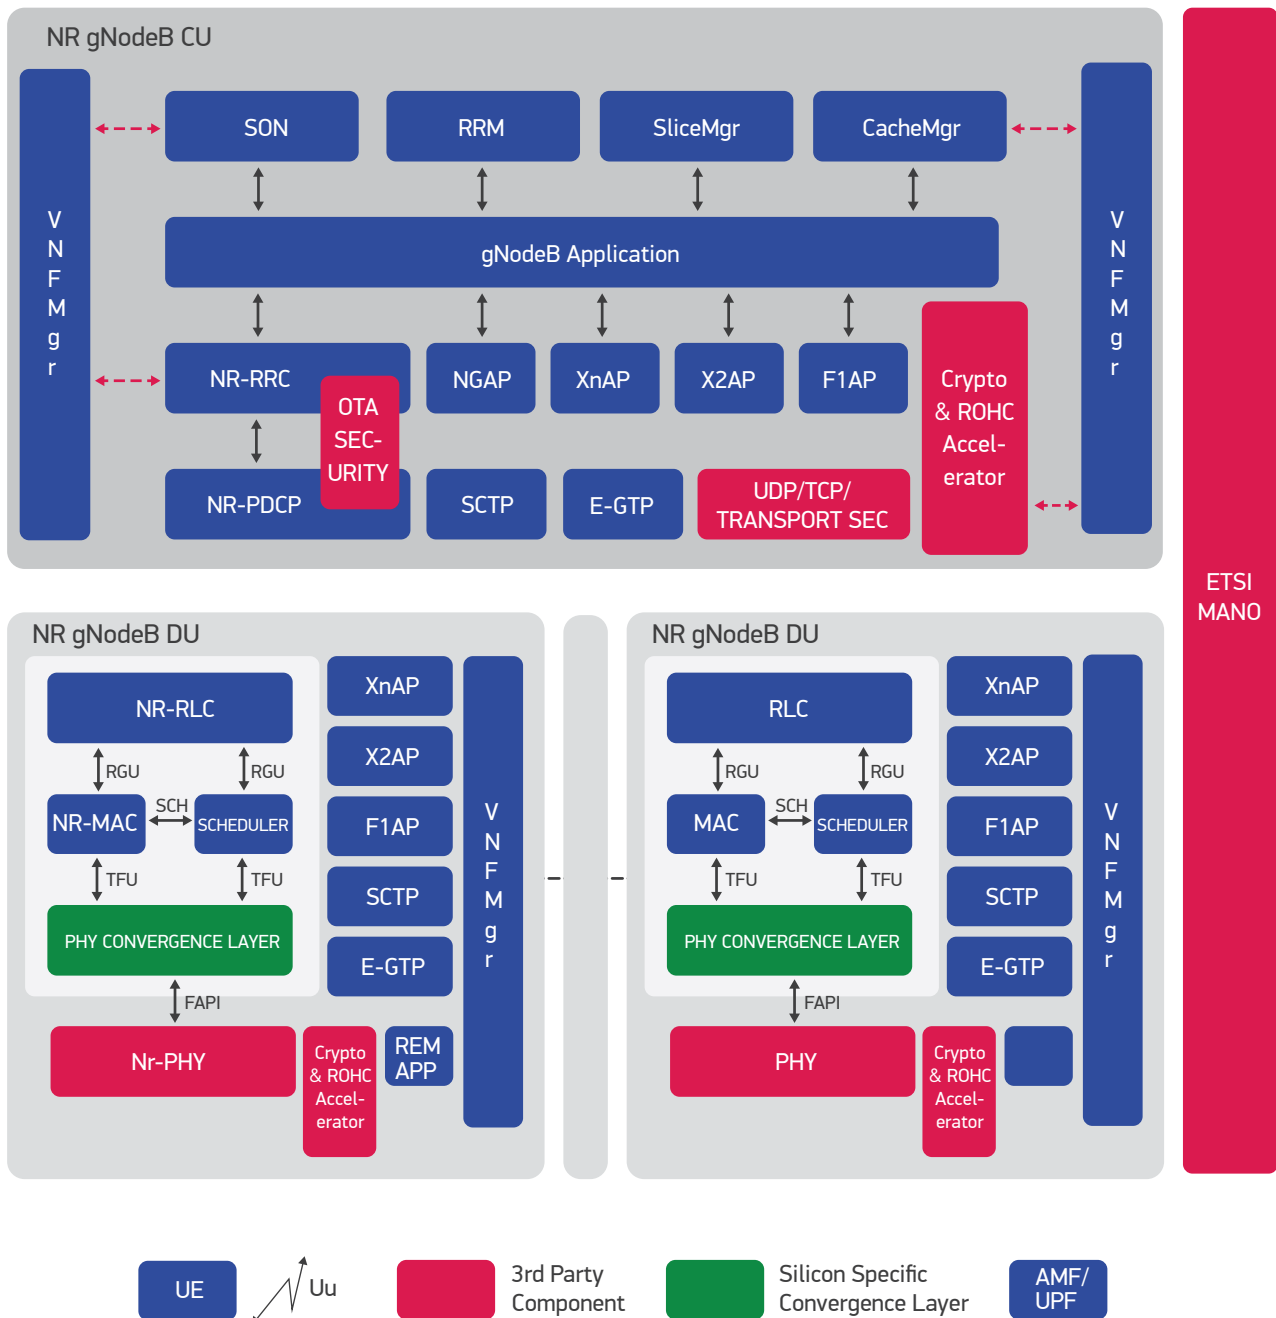 NR gNodeB CU
SON
RRM
SliceMgr
CacheMgr
V
N
F
M
g
r
V
N
F
M
g
r
gNodeB Application
NR-RRC
NGAP
XnAP
X2AP
F1AP
Crypto
& ROHC
Accel-
erator
OTA
SEC-
URITY
NR-PDCP
SCTP
E-GTP
UDP/TCP/
TRANSPORT SEC
ETSI
MANO
NR gNodeB DU
NR-RLC
RGU
RGU
NR-MAC
SCH
SCHEDULER
TFU
TFU
PHY CONVERGENCE LAYER
FAPI
Nr-PHY
Crypto
& ROHC
Accel-
erator
XnAP
X2AP
F1AP
SCTP
E-GTP
REM
APP
V
N
F
M
g
r
NR gNodeB DU
RLC
RGU
RGU
MAC
SCH
SCHEDULER
TFU
TFU
PHY CONVERGENCE LAYER
FAPI
PHY
Crypto
& ROHC
Accel-
erator
XnAP
X2AP
F1AP
SCTP
E-GTP
V
N
F
M
g
r
UE
Uu
3rd Party
Component
Silicon Specific
Convergence Layer
AMF/
UPF